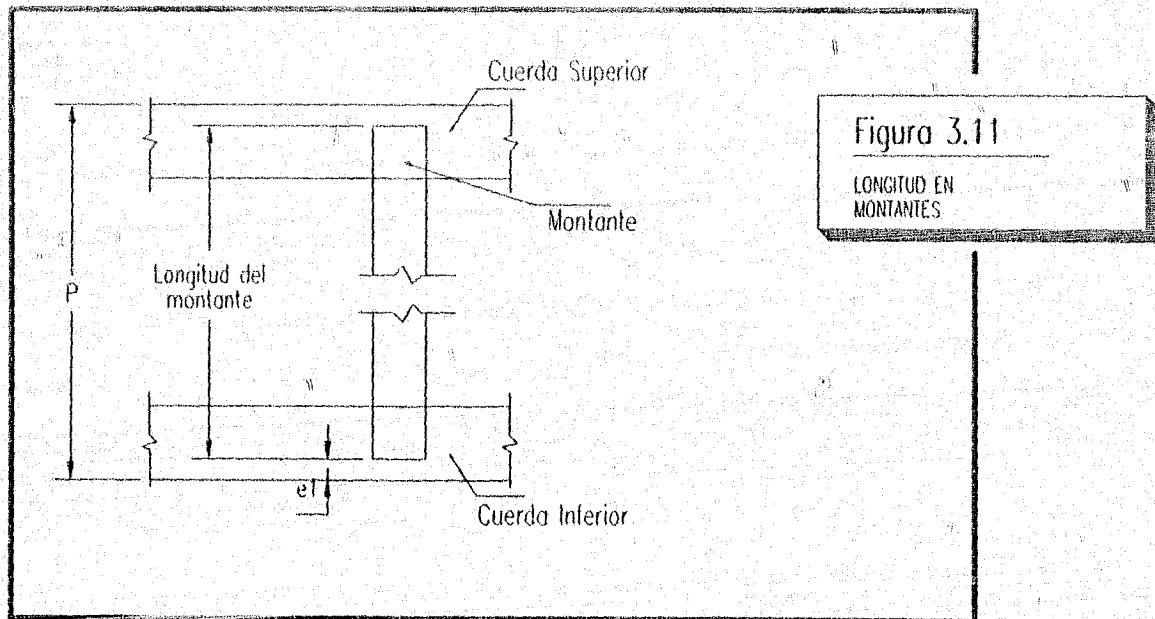 Cuerda Superior
Figura 3.11
LONGITUD EN
MONTANTES
Montante
Longitud del
montante
P
e1
Cuerda Inferior